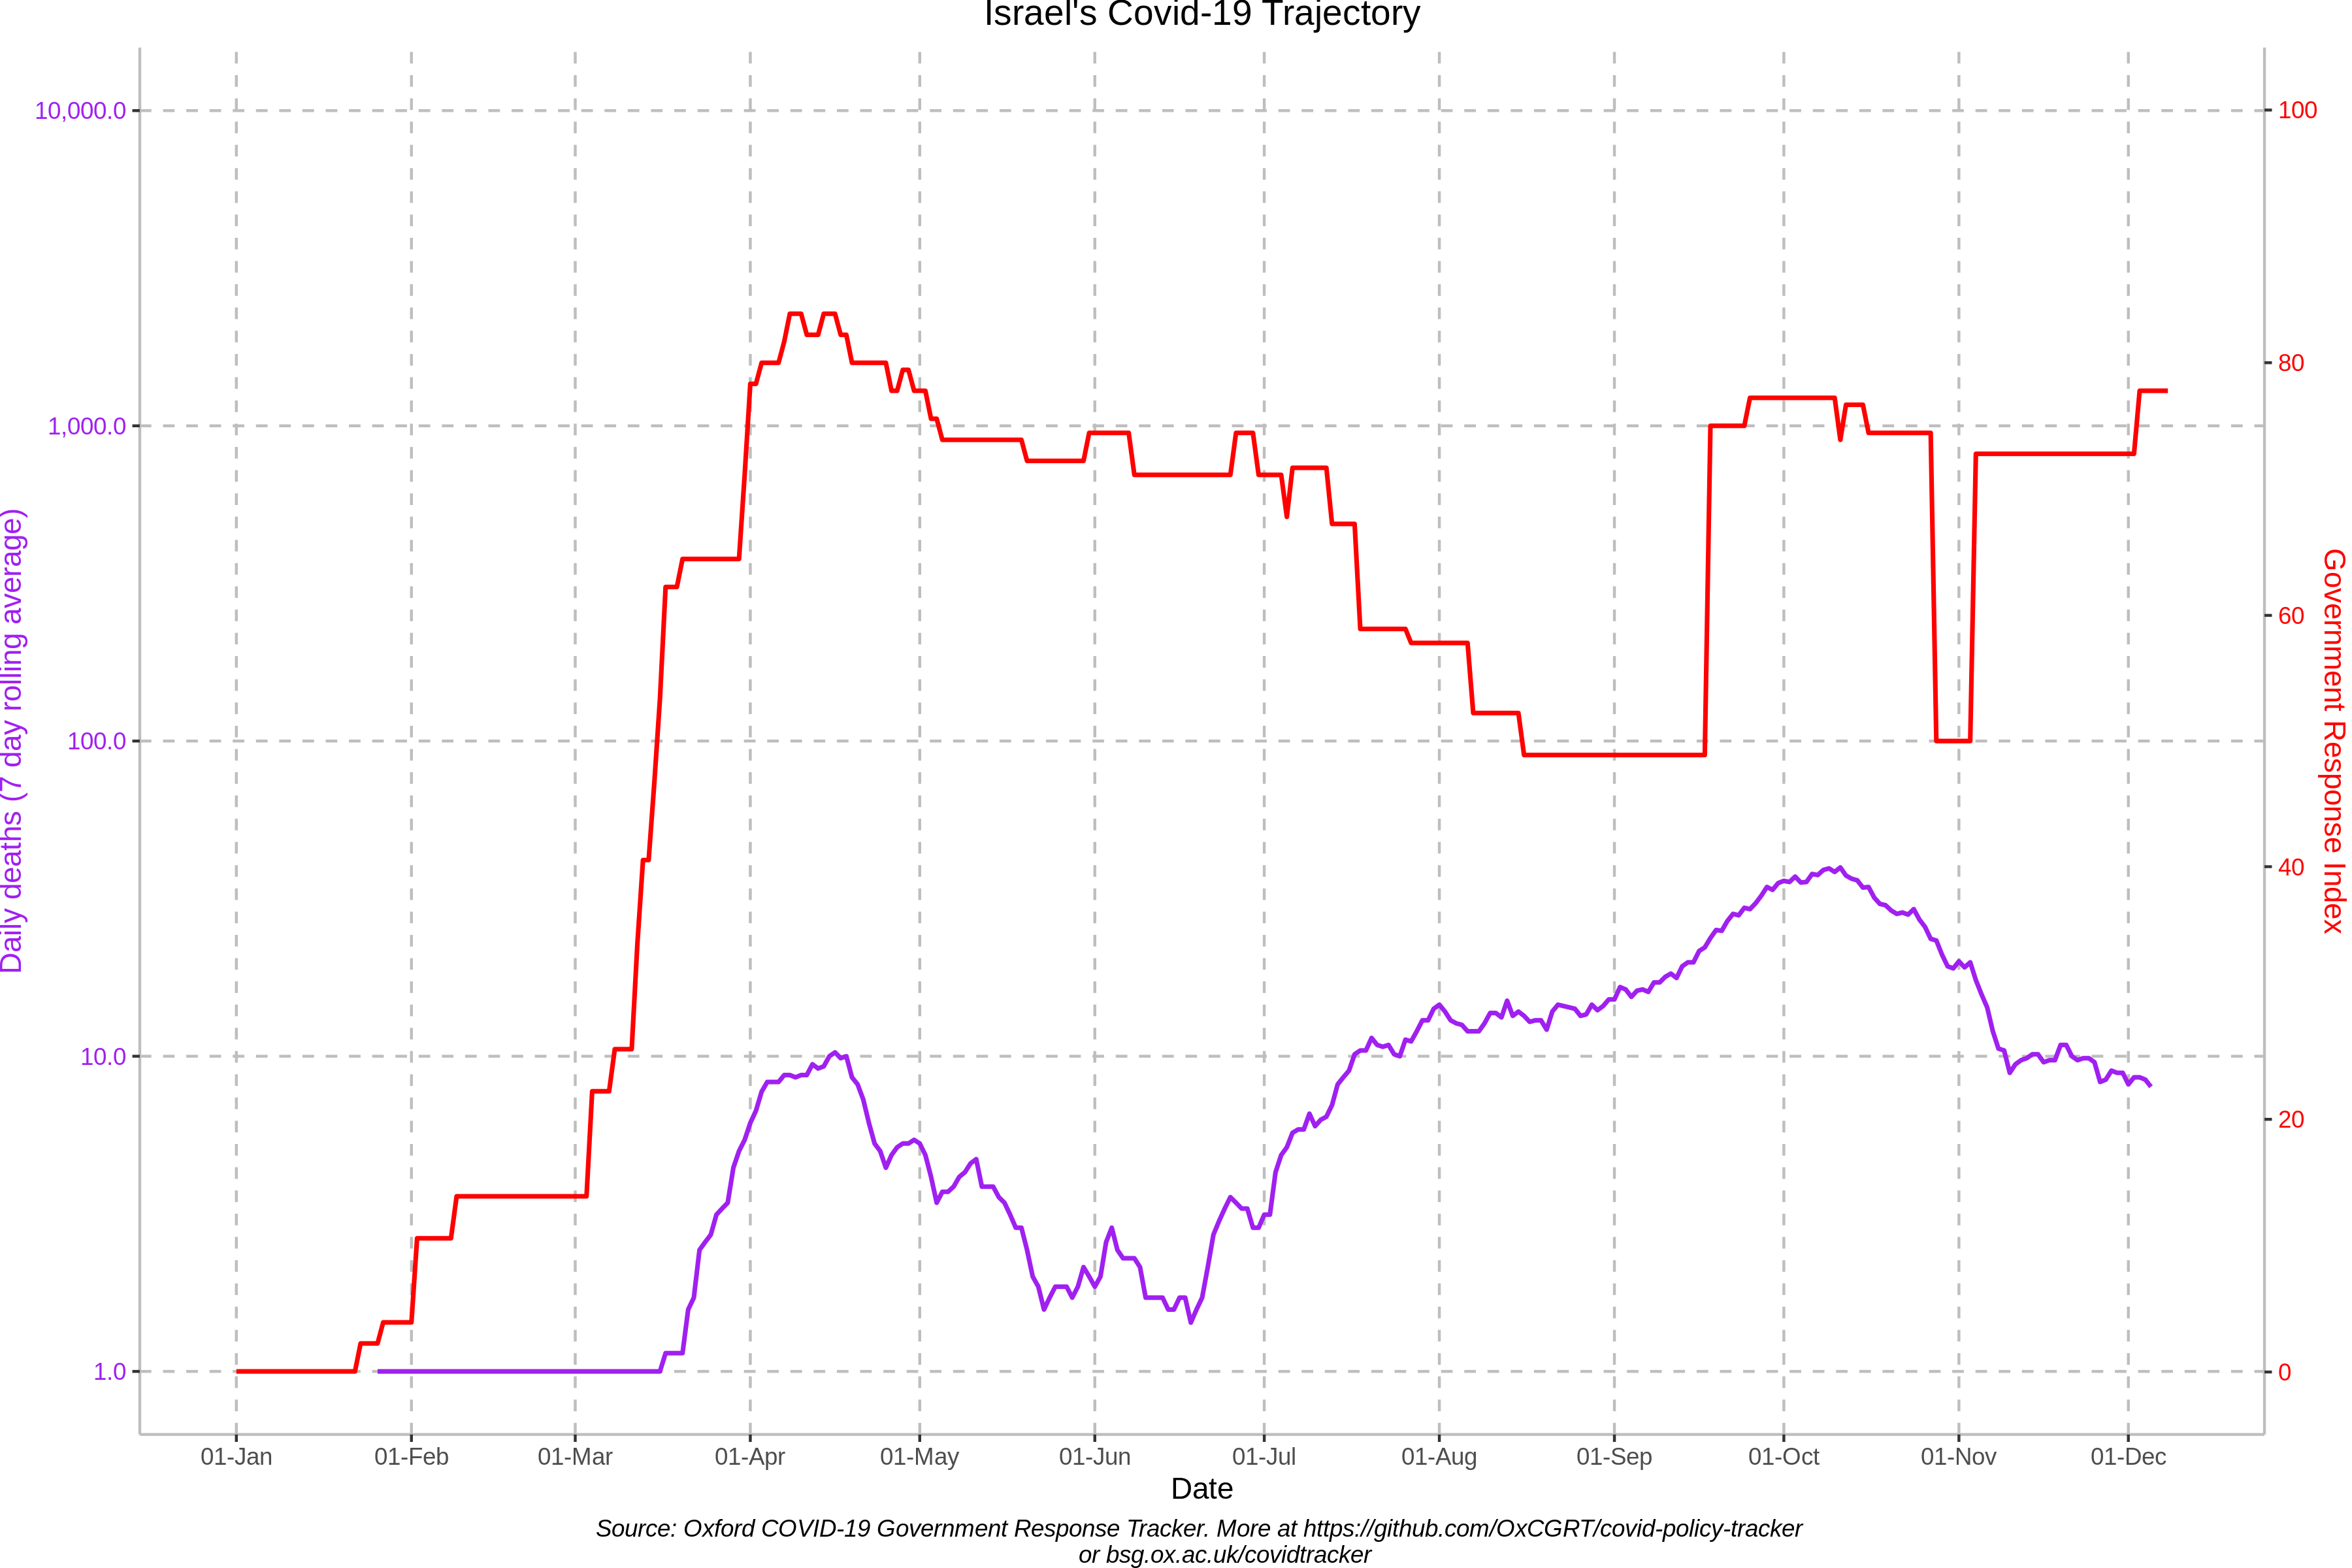 Israel's Covid-19 Trajectory
Daily deaths (7 day rolling average)
10,000.0
1,000.0
100.0
10.0
1.0
100
80
60
40
20
0
Government Response Index
01-Jan
01-Feb
01-Mar
01-Apr
01-May
01-Jun
01-Jul
01-Aug
01-Sep
01-Oct
01-Nov
01-Dec
Date
Source: Oxford COVID-19 Government Response Tracker. More at https://github.com/OxCGRT/covid-policy-tracker
or bsg.ox.ac.uk/covidtracker